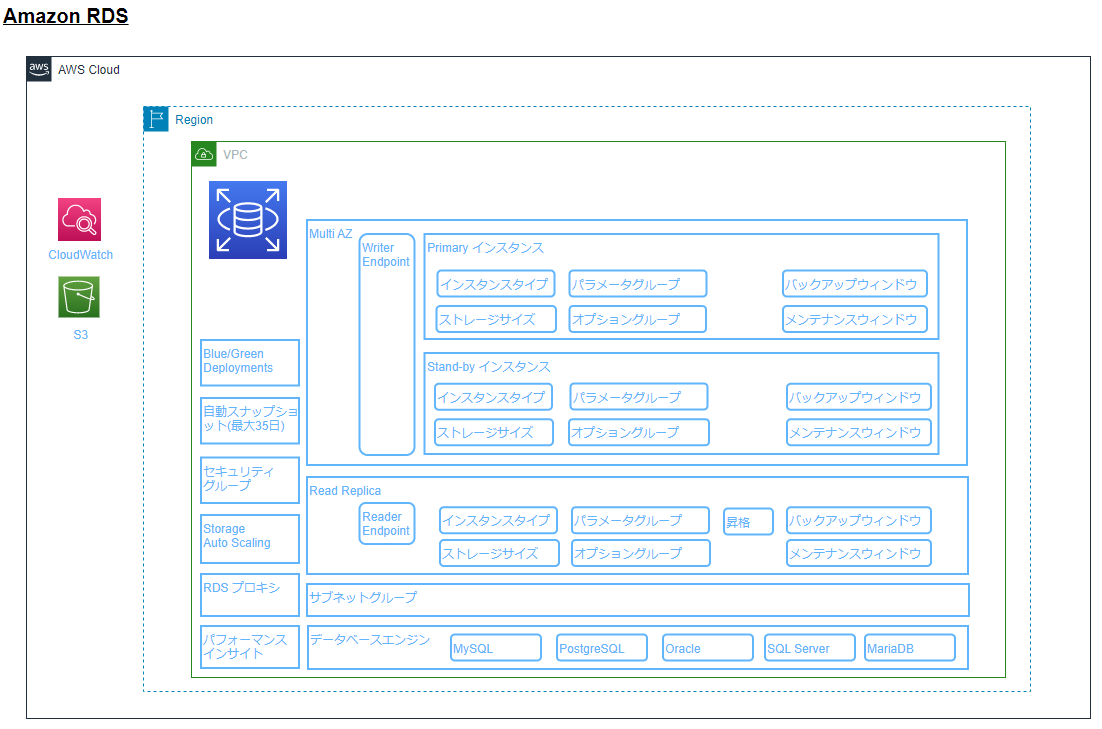 Amazon RDS
aws
AWS Cloud
Region
VPC
CloudWatch
S3
Multi AZ
Writer
Endpoint
Primary インスタンス
インスタンスタイプ
パラメータグループ
バックアップウィンドウ
ストレージサイズ
オプショングループ
メンテナンスウィンドウ
Stand-by インスタンス
インスタンスタイプ
パラメータグループ
バックアップウィンドウ
ストレージサイズ
オプショングループ
メンテナンスウィンドウ
Blue/Green
Deployments
自動スナップショ
ット(最大35日)
セキュリティ
グループ
Storage
Auto Scaling
RDS プロキシ
パフォーマンス
インサイト
Read Replica
Reader
Endpoint
インスタンスタイプ
パラメータグループ
昇格
バックアップウィンドウ
ストレージサイズ
オプショングループ
メンテナンスウィンドウ
サブネットグループ
データベースエンジン
MySQL
PostgreSQL
Oracle
SQL Server
MariaDB